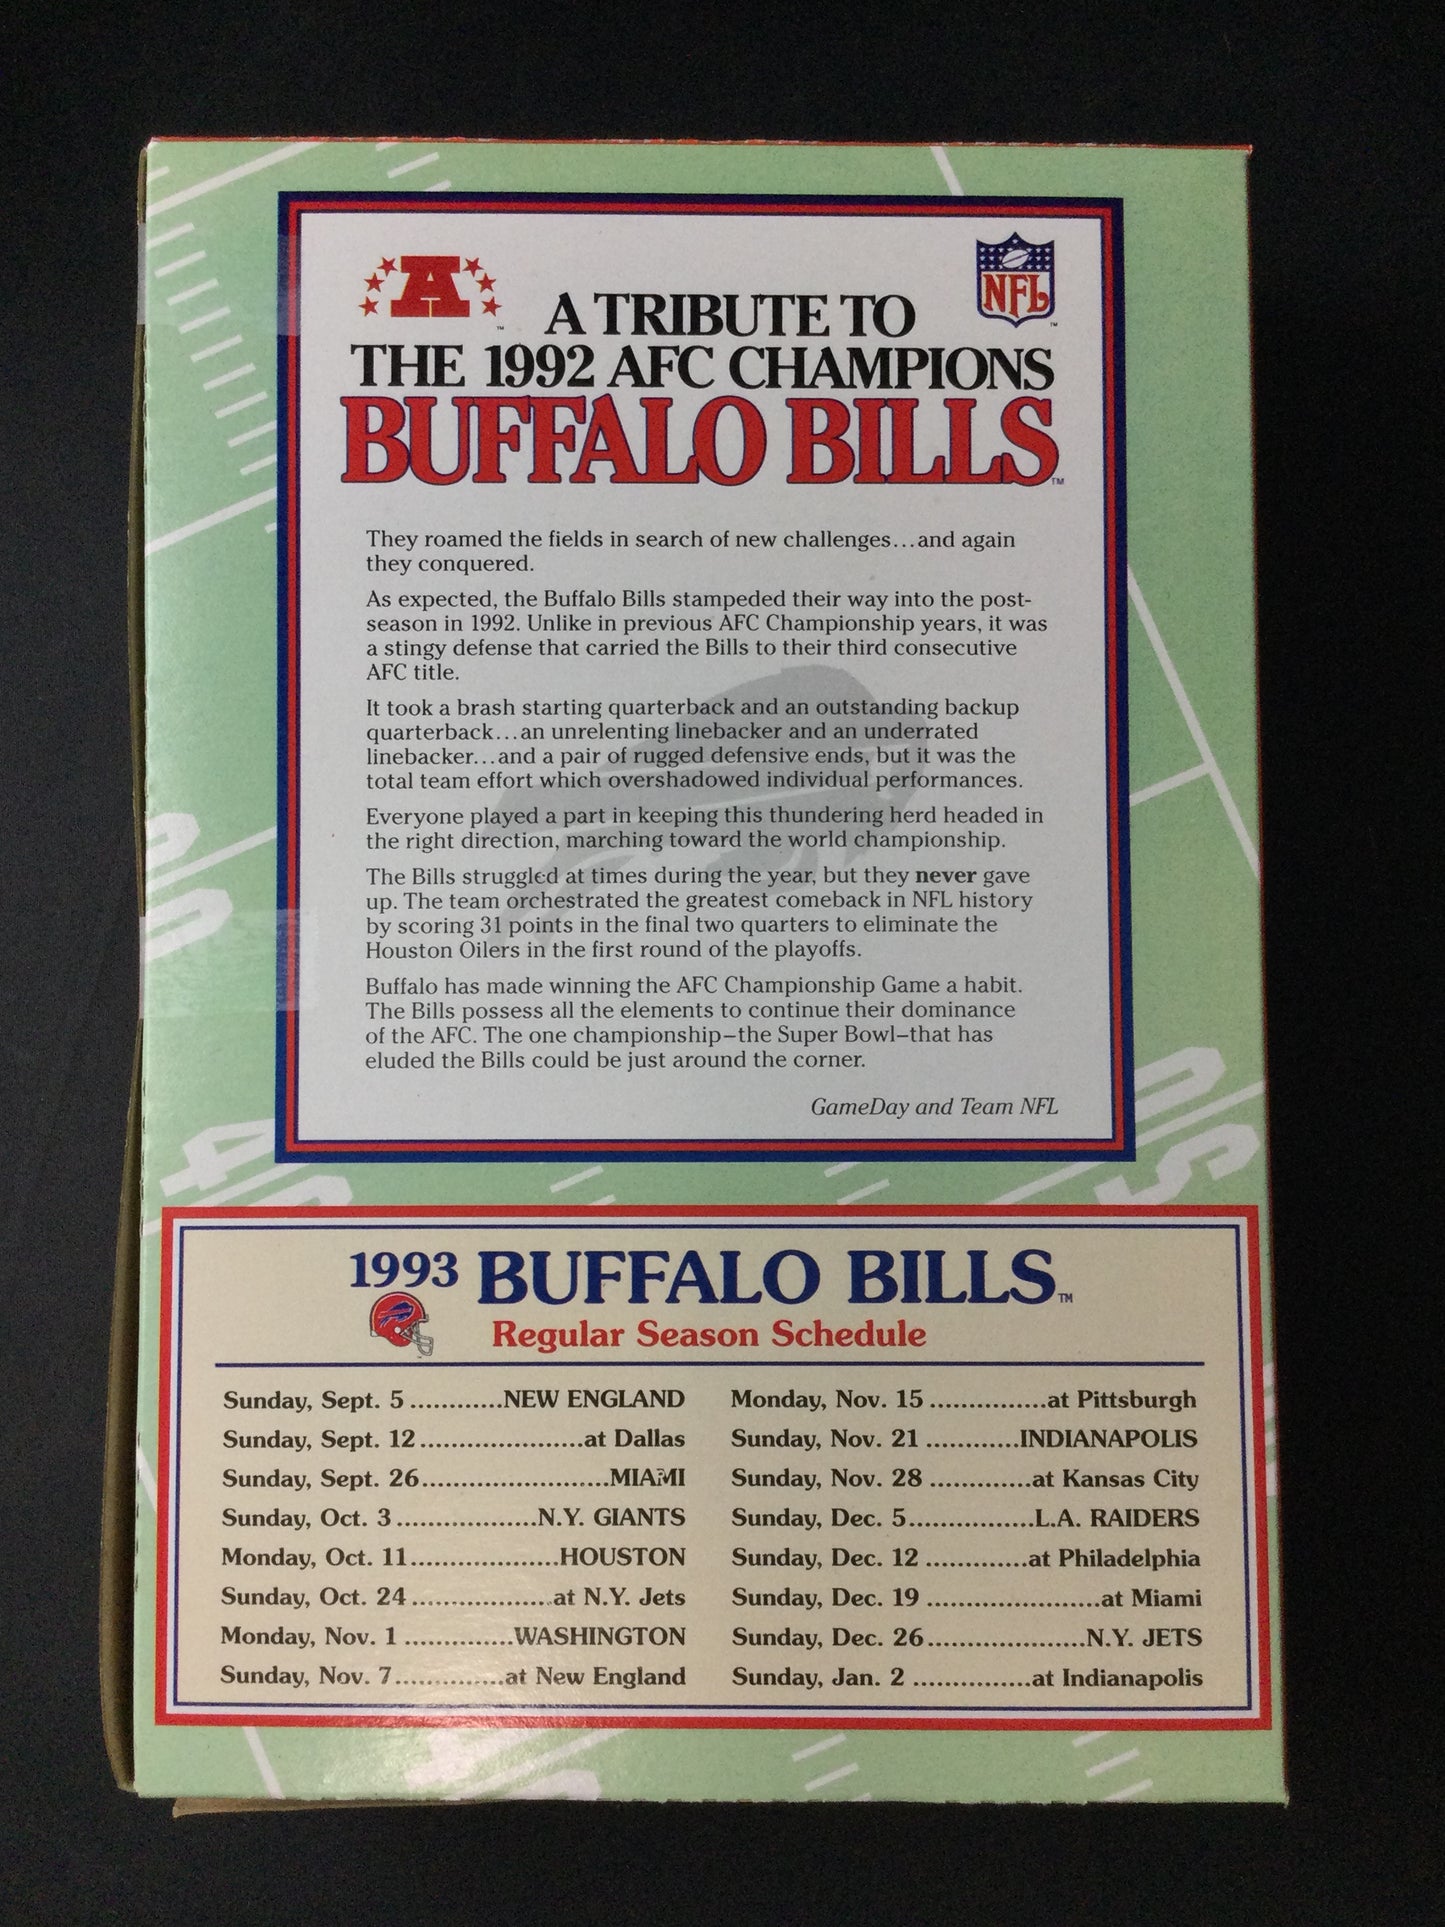 A
NFL
™
™
A TRIBUTE TO
THE 1992 AFC CHAMPIONS
BUFFALO BILLS™
They roamed the fields in search of new challenges...and again
they conquered.
As expected, the Buffalo Bills stampeded their way into the post-
season in 1992. Unlike in previous AFC Championship years, it was
a stingy defense that carried the Bills to their third consecutive
AFC title.
It took a brash starting quarterback and an outstanding backup
quarterback...an unrelenting linebacker and an underrated
linebacker...and a pair of rugged defensive ends, but it was the
total team effort which overshadowed individual performances.
Everyone played a part in keeping this thundering herd headed in
the right direction, marching toward the world championship.
The Bills struggled at times during the year, but they never gave
up. The team orchestrated the greatest comeback in NFL history
by scoring 31 points in the final two quarters to eliminate the
Houston Oilers in the first round of the playoffs.
Buffalo has made winning the AFC Championship Game a habit.
The Bills possess all the elements to continue their dominance
of the AFC. The one championship–the Super Bowl–that has
eluded the Bills could be just around the corner.
GameDay and Team NFL
1993 BUFFALO BILLS™
Regular Season Schedule
Sunday, Sept. 5............NEW ENGLAND
Sunday, Sept. 12.....................at Dallas
Sunday, Sept. 26........................MIAMI
Sunday, Oct. 3..................N.Y. GIANTS
Monday, Oct. 11...................HOUSTON
Sunday, Oct. 24..................at N.Y. Jets
Monday, Nov. 1..............WASHINGTON
Sunday, Nov. 7..............at New England
Monday, Nov. 15...............at Pittsburgh
Sunday, Nov. 21............INDIANAPOLIS
Sunday, Nov. 28.............at Kansas City
Sunday, Dec. 5................L.A. RAIDERS
Sunday, Dec. 12.............at Philadelphia
Sunday, Dec. 19......................at Miami
Sunday, Dec. 26....................N.Y. JETS
Sunday, Jan. 2...............at Indianapolis